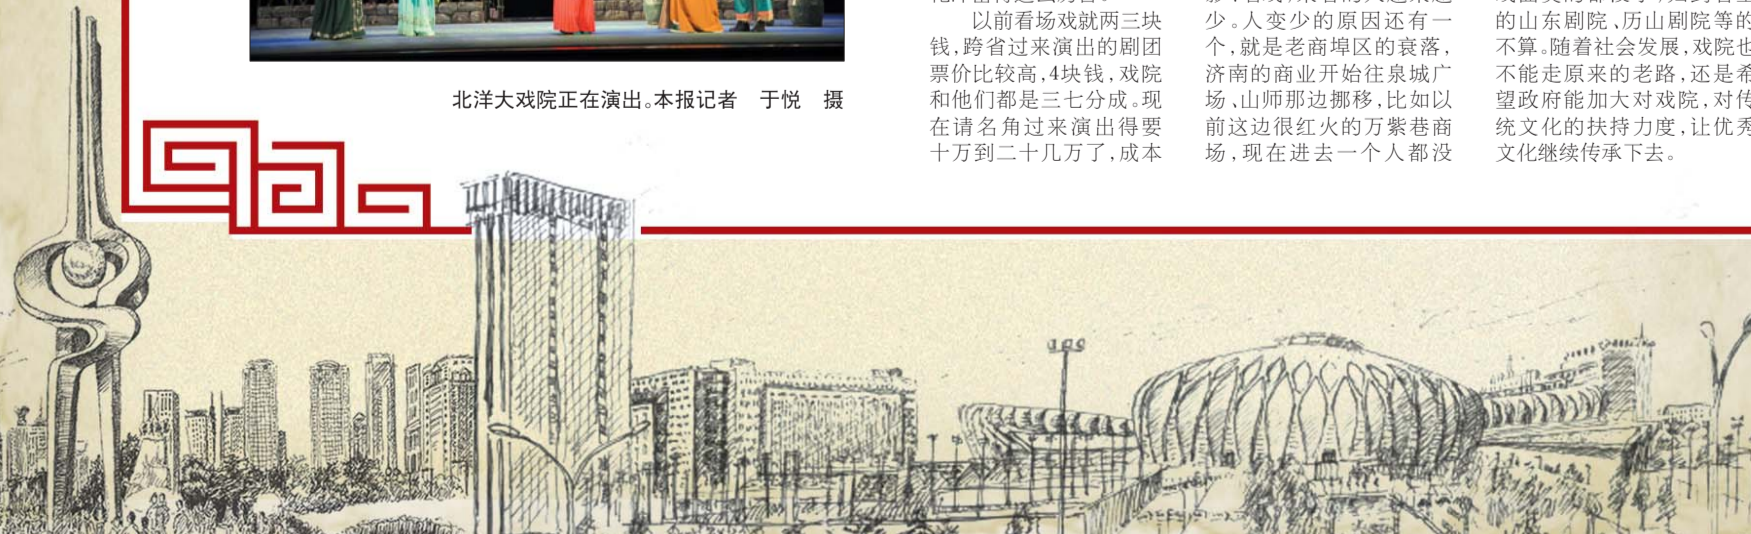 北洋大戏院正在演出。本报记者　于悦　摄
以前看场戏就两三块
钱，跨省过来演出的剧团
票价比较高，4块钱，戏院
和他们都是三七分成。现
在请名角过来演出得要
十万到二十几万了，成本
少。人变少的原因还有一
个，就是老商埠区的衰落，
济南的商业开始往泉城广
场、山师那边挪移，比如以
前这边很红火的万紫巷商
场，现在进去一个人都没
的山东剧院、历山剧院等的
不算。随着社会发展，戏院也
不能走原来的老路，还是希
望政府能加大对戏院，对传
统文化的扶持力度，让优秀
文化继续传承下去。